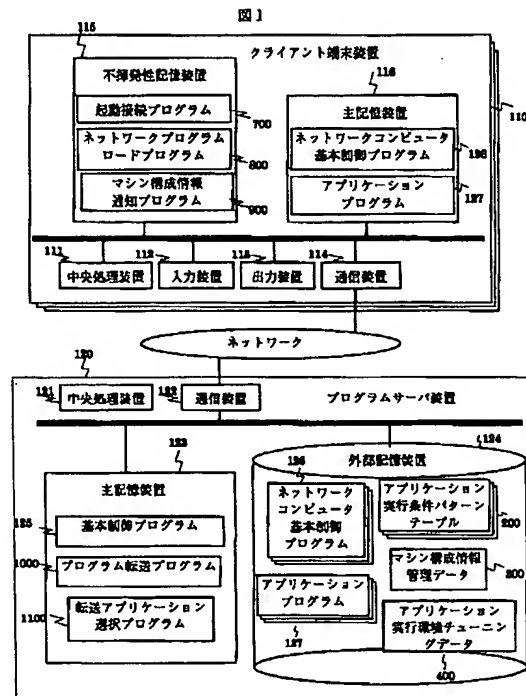 図1
115
クライアント端末装置
不揮発性記憶装置
起動接続プログラム
700
ネットワークプログラム
ロードプログラム
800
マシン構成情報
通知プログラム
900
116
主記憶装置
ネットワークコンピュータ
基本制御プログラム
126
アプリケーション
プログラム
127
110
111
112
113
114
中央処理装置
入力装置
出力装置
通信装置
ネットワーク
120
121
中央処理装置
122
通信装置
プログラムサーバ装置
123
主記憶装置
125
基本制御プログラム
1000
プログラム転送プログラム
1100
転送アプリケーション
選択プログラム
124
外部記憶装置
126
ネットワーク
コンピュータ
基本制御
プログラム
アプリケーション
実行条件パターン
テーブル
200
マシン構成情報
管理データ
300
アプリケーション
プログラム
127
アプリケーション
実行環境チューニン
グデータ
400